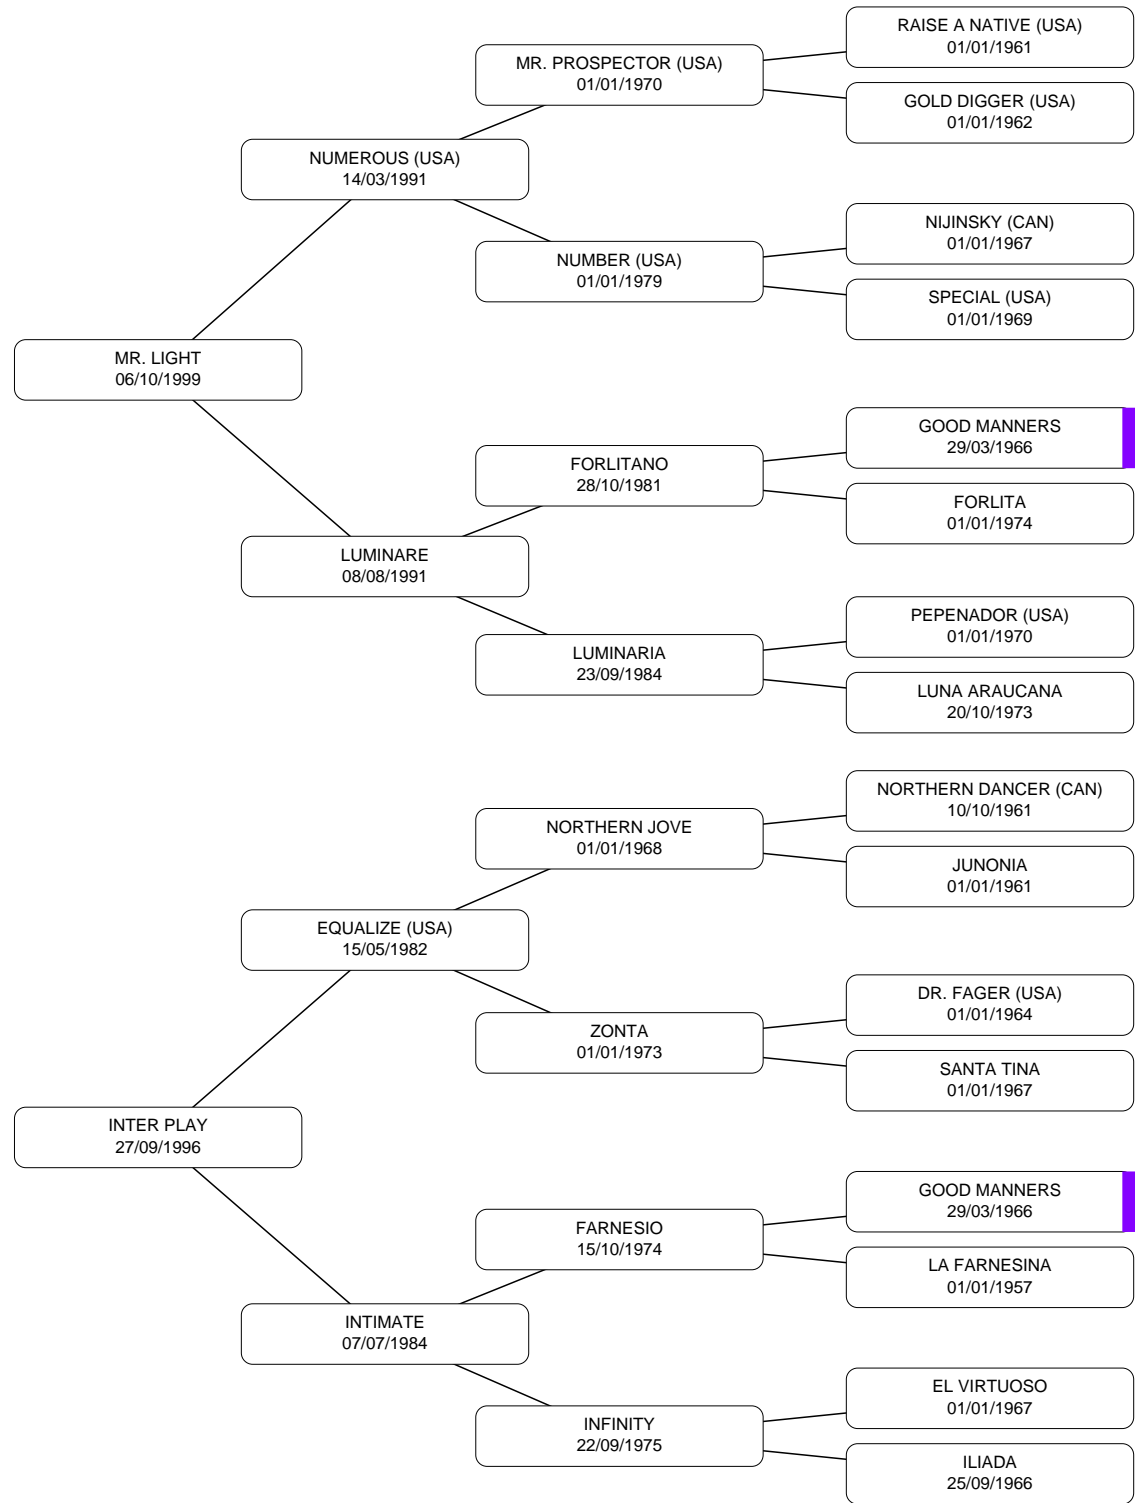 RAISE A NATIVE (USA)
01/01/1961
MR. PROSPECTOR (USA)
01/01/1970
GOLD DIGGER (USA)
01/01/1962
NUMEROUS (USA)
14/03/1991
NIJINSKY (CAN)
01/01/1967
NUMBER (USA)
01/01/1979
SPECIAL (USA)
01/01/1969
MR. LIGHT
06/10/1999
GOOD MANNERS
29/03/1966
FORLITANO
28/10/1981
FORLITA
01/01/1974
LUMINARE
08/08/1991
PEPENADOR (USA)
01/01/1970
LUMINARIA
23/09/1984
LUNA ARAUCANA
20/10/1973
NORTHERN DANCER (CAN)
10/10/1961
NORTHERN JOVE
01/01/1968
JUNONIA
01/01/1961
EQUALIZE (USA)
15/05/1982
DR. FAGER (USA)
01/01/1964
ZONTA
01/01/1973
SANTA TINA
01/01/1967
INTER PLAY
27/09/1996
GOOD MANNERS
29/03/1966
FARNESIO
15/10/1974
LA FARNESINA
01/01/1957
INTIMATE
07/07/1984
EL VIRTUOSO
01/01/1967
INFINITY
22/09/1975
ILIADA
25/09/1966